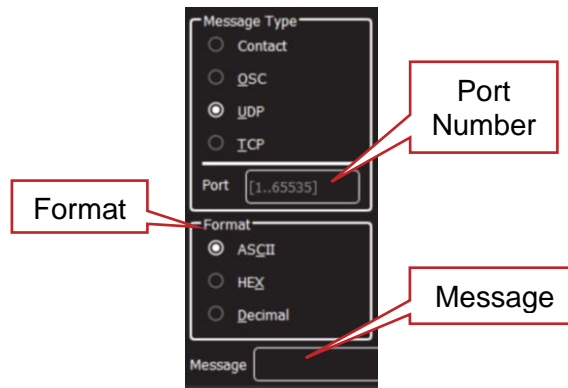 Message Type
Contact
OSC
UDP
TCP
Port [1..65535]
Port
Number
Format
Format
ASCII
HEX
Decimal
Message
Message